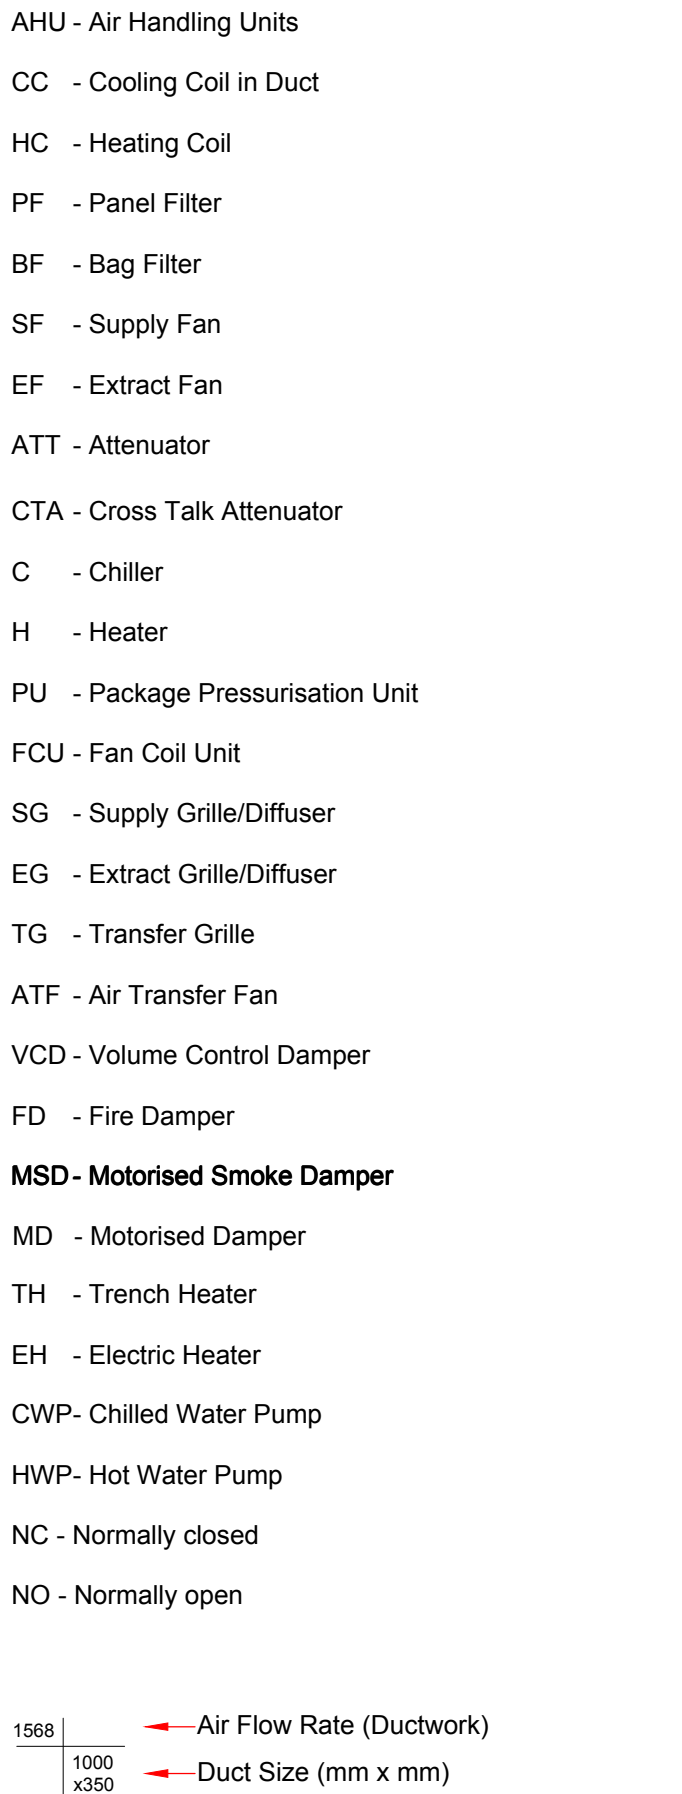 AHU - Air Handling Units
CC - Cooling Coil in Duct
HC - Heating Coil
PF - Panel Filter
BF - Bag Filter
SF - Supply Fan
EF - Extract Fan
ATT - Attenuator
CTA - Cross Talk Attenuator
C - Chiller
H - Heater
PU - Package Pressurisation Unit
FCU - Fan Coil Unit
SG - Supply Grille/Diffuser
EG - Extract Grille/Diffuser
TG - Transfer Grille
ATF - Air Transfer Fan
VCD - Volume Control Damper
FD - Fire Damper
MSD - Motorised Smoke Damper
MD - Motorised Damper
TH - Trench Heater
EH - Electric Heater
CWP- Chilled Water Pump
HWP- Hot Water Pump
NC - Normally closed
NO - Normally open
1568 Air Flow Rate (Ductwork)
1000
x350 Duct Size (mm x mm)